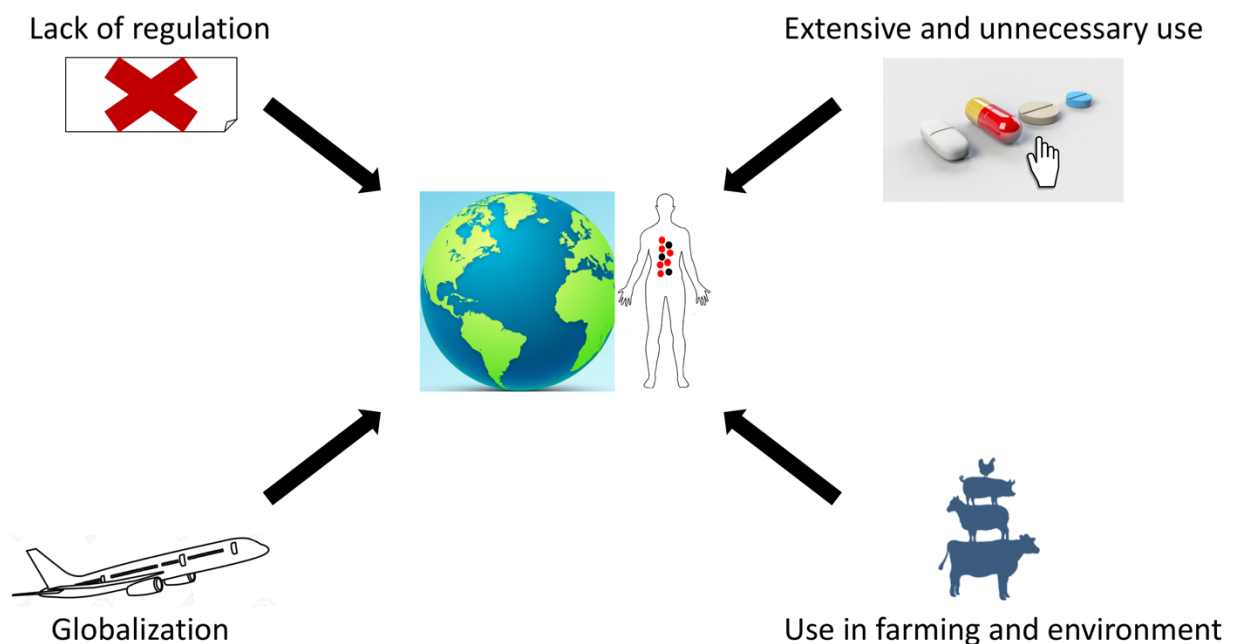 Lack of regulation
Extensive and unnecessary use
Globalization
Use in farming and environment